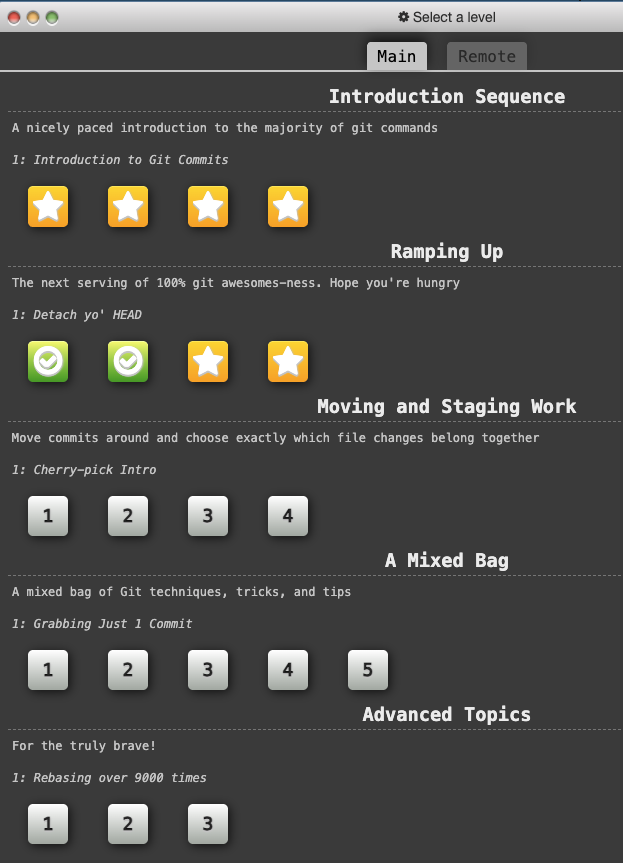 Select a level
Main Remote
Introduction Sequence
A nicely paced introduction to the majority of git commands
1: Introduction to Git Commits
Ramping Up
The next serving of 100% git awesomes-ness. Hope you're hungry
1: Detach yo' HEAD
Moving and Staging Work
Move commits around and choose exactly which file changes belong together
1: Cherry-pick Intro
1 2 3 4
A Mixed Bag
A mixed bag of Git techniques, tricks, and tips
1: Grabbing Just 1 Commit
1 2 3 4 5
Advanced Topics
For the truly brave!
1: Rebasing over 9000 times
1 2 3